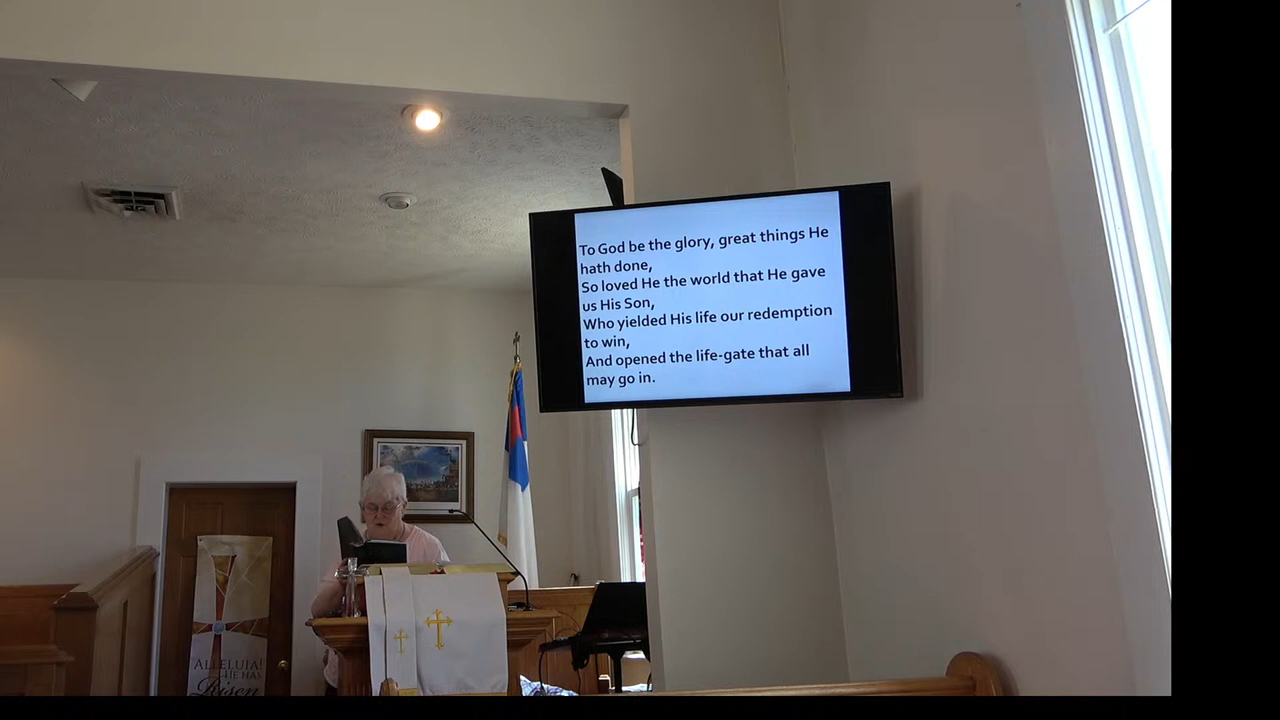 To God be the glory, great things He
hath done,
So loved He the world that He gave
us His Son,
Who yielded His life our redemption
to win,
And opened the life-gate that all
may go in.
ALLELUIA!
HE HAS
Risen